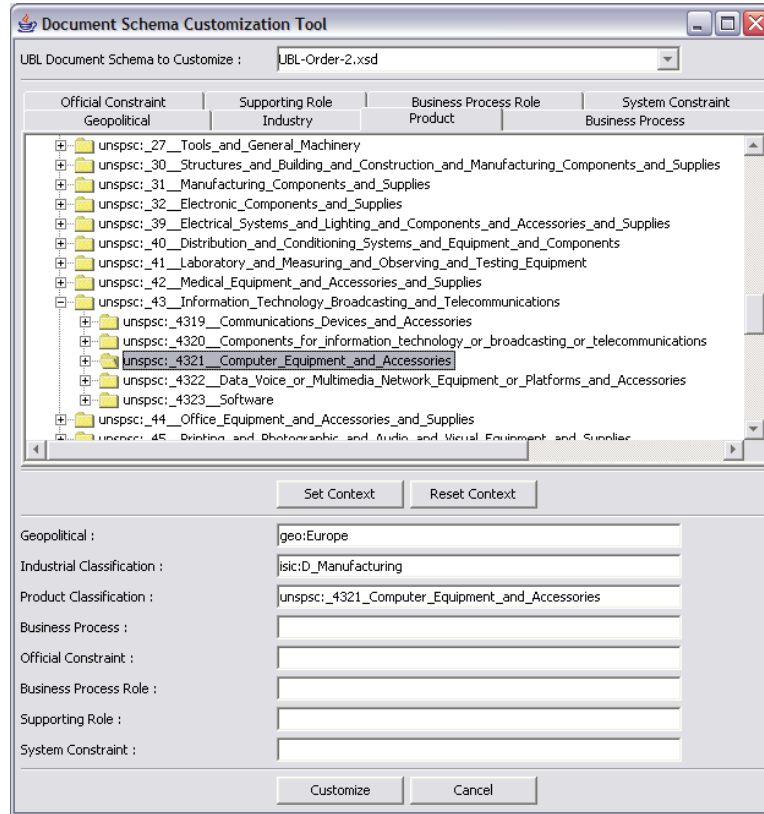 Document Schema Customization Tool
UBL Document Schema to Customize : UBL-Order-2.xsd
Official Constraint Supporting Role Business Process Role System Constraint
Geopolitical Industry Product Business Process
unspsc:_27__Tools_and_General_Machinery
unspsc:_30__Structures_and_Building_and_Construction_and_Manufacturing_Components_and_Supplies
unspsc:_31__Manufacturing_Components_and_Supplies
unspsc:_32__Electronic_Components_and_Supplies
unspsc:_39__Electrical_Systems_and_Lighting_and_Components_and_Accessories_and_Supplies
unspsc:_40__Distribution_and_Conditioning_Systems_and_Equipment_and_Components
unspsc:_41__Laboratory_and_Measuring_and_Observing_and_Testing_Equipment
unspsc:_42__Medical_Equipment_and_Accessories_and_Supplies
unspsc:_43__Information_Technology_Broadcasting_and_Telecommunications
unspsc:_4319__Communications_Devices_and_Accessories
unspsc:_4320__Components_for_information_technology_or_broadcasting_or_telecommunications
unspsc:_4321__Computer_Equipment_and_Accessories
unspsc:_4322__Data_Voice_or_Multimedia_Network_Equipment_or_Platforms_and_Accessories
unspsc:_4323__Software
unspsc:_44__Office_Equipment_and_Accessories_and_Supplies
unspsc:_45__Printing_and_Photographic_and_Audio_and_Visual_Equipment_and_Supplies
Set Context Reset Context
Geopolitical : geo:Europe
Industrial Classification : isic:D_Manufacturing
Product Classification : unspsc:_4321_Computer_Equipment_and_Accessories
Business Process :
Official Constraint :
Business Process Role :
Supporting Role :
System Constraint :
Customize Cancel